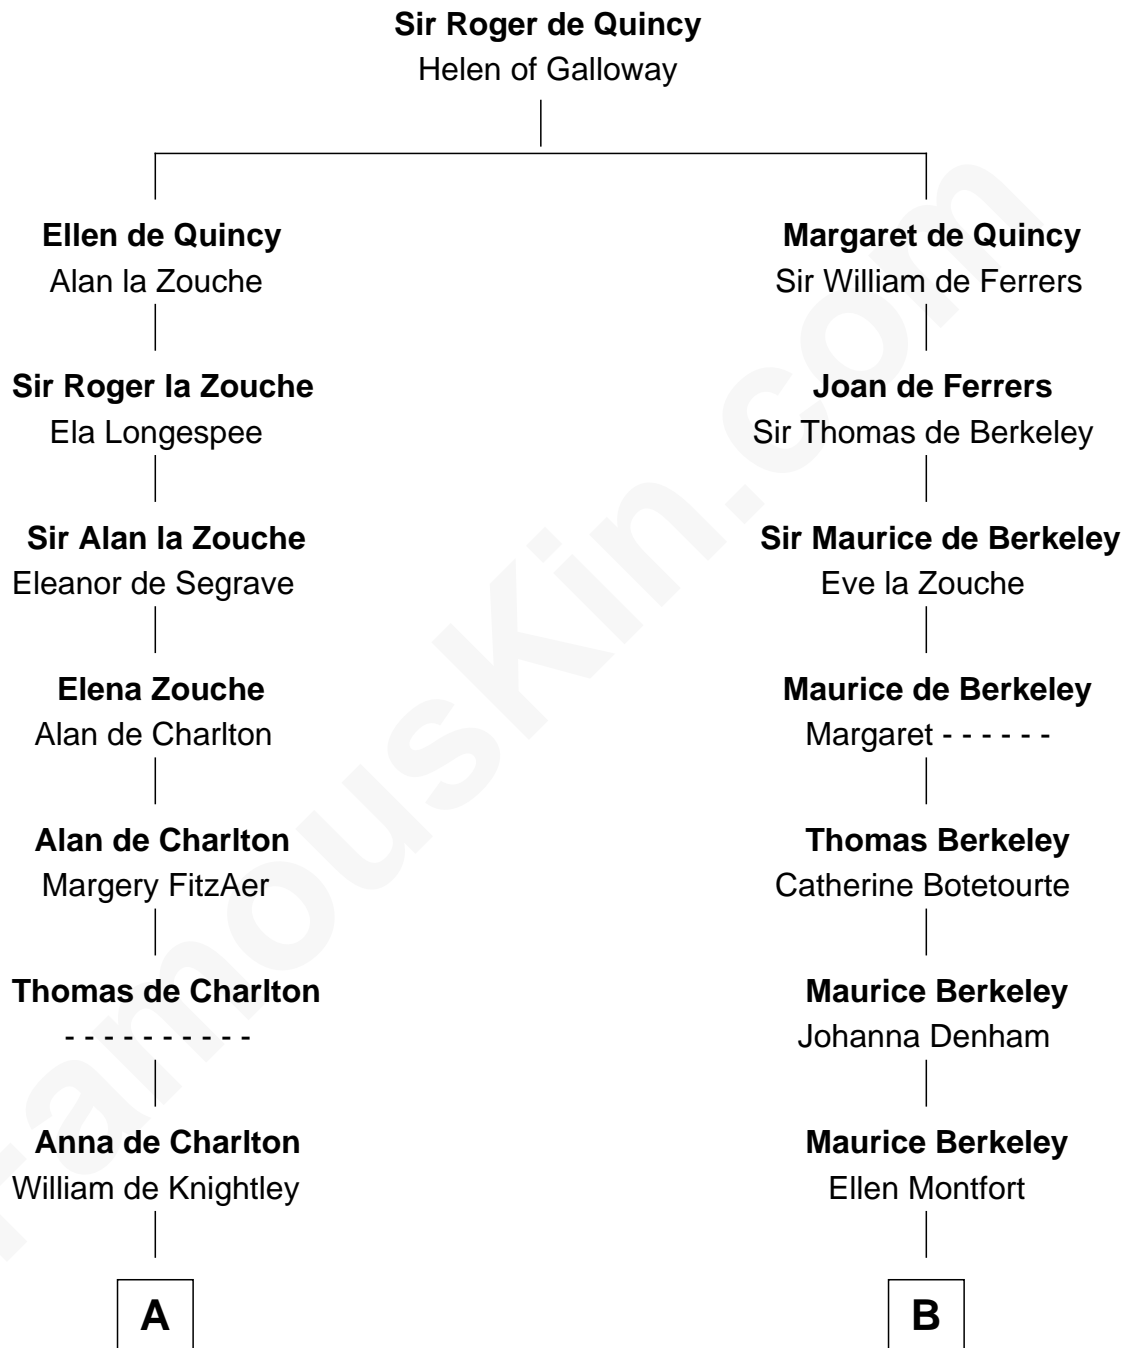 Sir Roger de Quincy
Helen of Galloway
Ellen de Quincy
Alan la Zouche
Margaret de Quincy
Sir William de Ferrers
Sir Roger la Zouche
Ela Longespee
Joan de Ferrers
Sir Thomas de Berkeley
Sir Alan la Zouche
Eleanor de Segrave
Sir Maurice de Berkeley
Eve la Zouche
Elena Zouche
Alan de Charlton
Maurice de Berkeley
Margaret - - - - - -
Alan de Charlton
Margery FitzAer
Thomas Berkeley
Catherine Botetourte
Thomas de Charlton
- - - - - - - - - -
Maurice Berkeley
Johanna Denham
Anna de Charlton
William de Knightley
Maurice Berkeley
Ellen Montfort
A
B
FamousKin.com